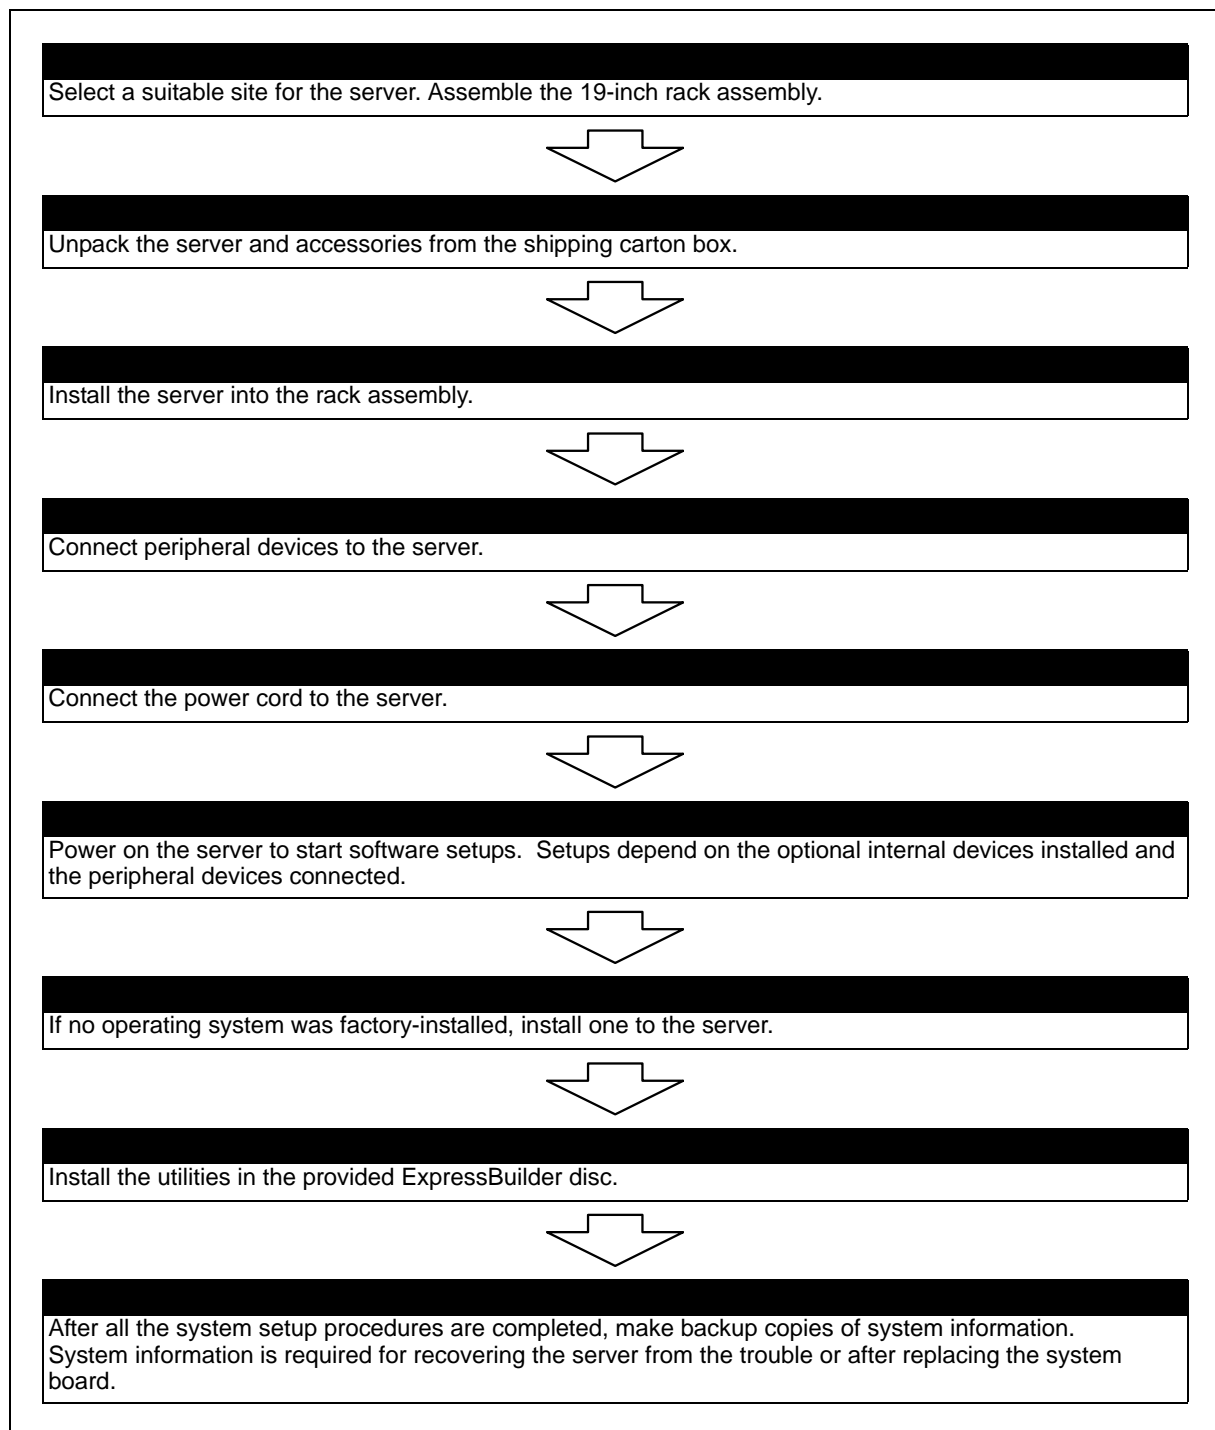 Select a suitable site for the server. Assemble the 19-inch rack assembly.
Unpack the server and accessories from the shipping carton box.
Install the server into the rack assembly.
Connect peripheral devices to the server.
Connect the power cord to the server.
Power on the server to start software setups.  Setups depend on the optional internal devices installed and
the peripheral devices connected.
If no operating system was factory-installed, install one to the server.
Install the utilities in the provided ExpressBuilder disc.
After all the system setup procedures are completed, make backup copies of system information.
System information is required for recovering the server from the trouble or after replacing the system
board.